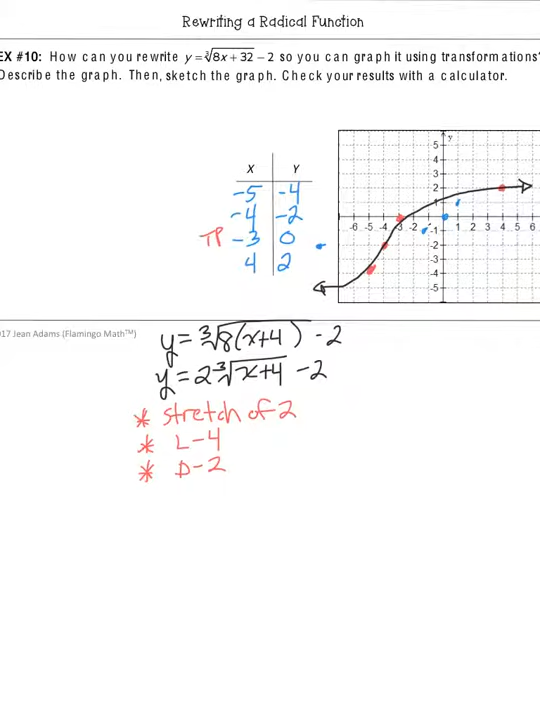 Rewriting a Radical Function
EX #10: How can you rewrite y = ∛8x + 32 − 2 so you can graph it using transformations?
Describe the graph. Then, sketch the graph. Check your results with a calculator.
X Y
-5 -4
-4 -2
TP -3 0
4 2
y
5
4
3
2
1
-6 -5 -4 -3 -2 1 2 3 4 5 6
-1
-2
-3
-4
-5
017 Jean Adams (Flamingo Math™)
y = ∛8(x+4) - 2
y = 2∛x+4 - 2
* stretch of 2
* L-4
* D-2